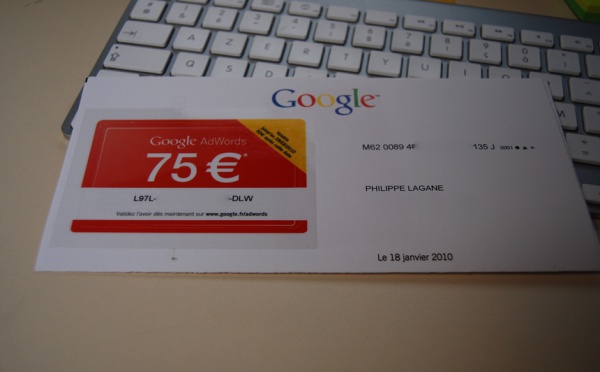 Google
Google AdWords
75 €*
L97L- -DLW
Validez l'avoir dès maintenant sur www.google.fr/adwords
M62 0089 4 135 J 0001
PHILIPPE LAGANE
Le 18 janvier 2010
A Z E R T Y U
Q S D